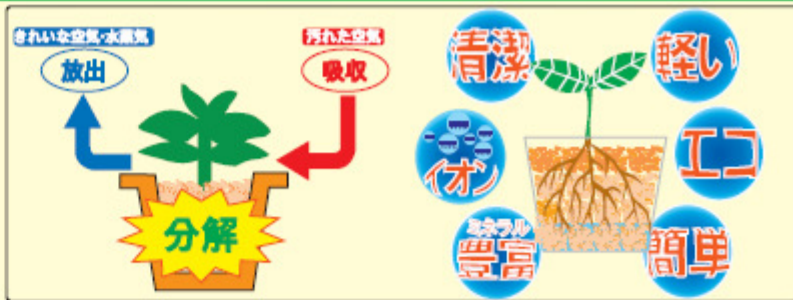 きれいな空気・水蒸気
放出
汚れた空気
吸収
分解
清潔
軽い
イオン
エコ
ミネラル
豊富
簡単